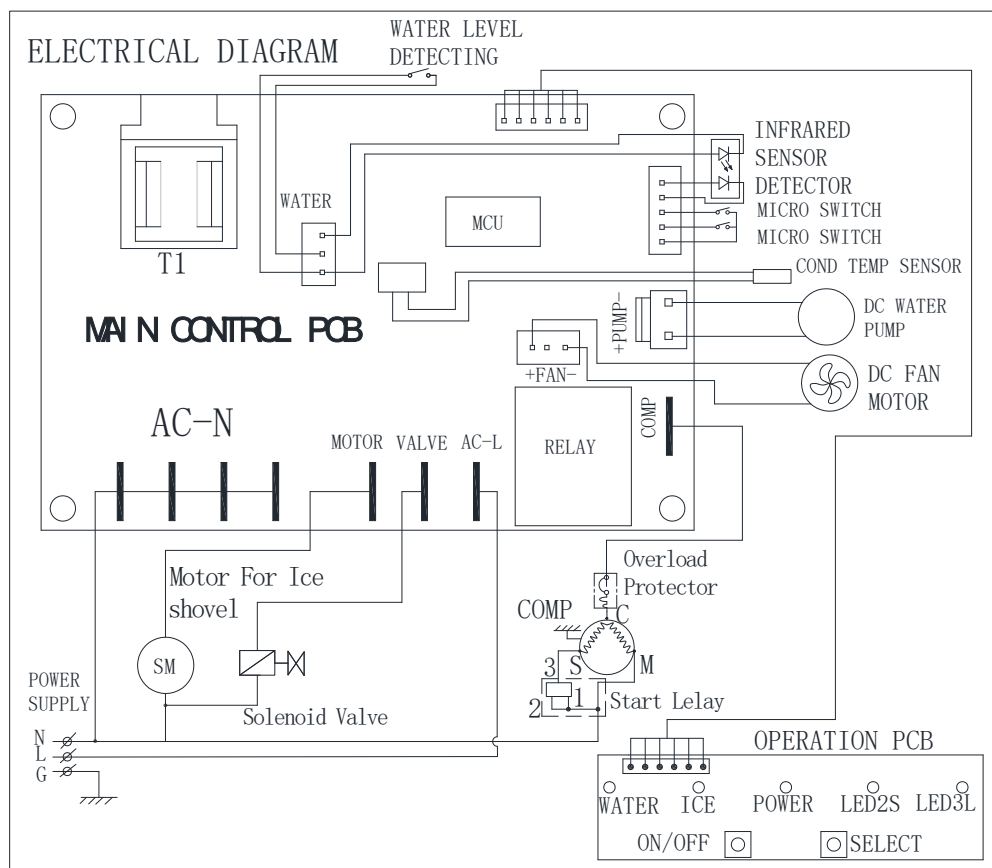 ELECTRICAL DIAGRAM
WATER LEVEL
DETECTING
INFRARED
SENSOR
DETECTOR
MICRO SWITCH
MICRO SWITCH
WATER
MCU
T1
COND TEMP SENSOR
MAIN CONTROL PCB
+PUMP-
DC WATER
PUMP
+FAN-
DC FAN
MOTOR
AC-N
MOTOR
VALVE
AC-L
RELAY
COMP
Motor For Ice
shovel
Overload
Protector
COMP
C
SM
3
S
M
POWER
SUPPLY
2
1
Start Lelay
Solenoid Valve
N
L
G
OPERATION PCB
WATER
ICE
POWER
LED2S
LED3L
ON/OFF
SELECT